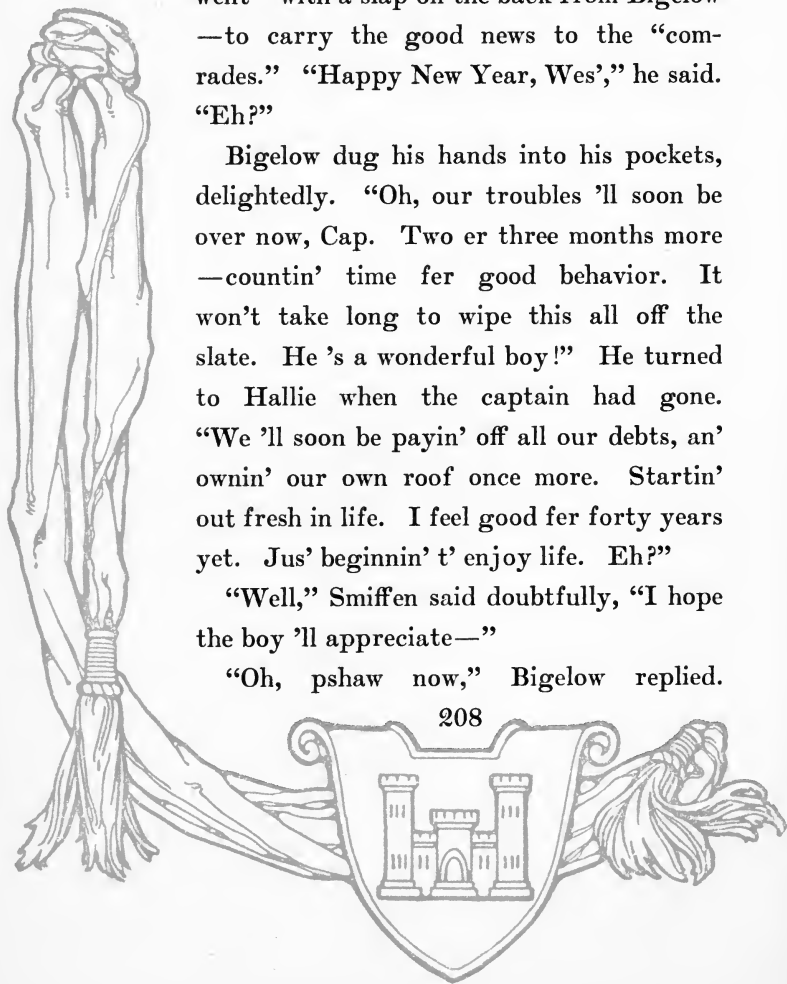 went—with a slap on the back from Bigelow
—to carry the good news to the “com-
rades.” “Happy New Year, Wes’,” he said.
“Eh?”
Bigelow dug his hands into his pockets,
delightedly. “Oh, our troubles ’ll soon be
over now, Cap. Two er three months more
—countin’ time fer good behavior. It
won’t take long to wipe this all off the
slate. He ’s a wonderful boy!” He turned
to Hallie when the captain had gone.
“We ’ll soon be payin’ off all our debts, an’
ownin’ our own roof once more. Startin’
out fresh in life. I feel good fer forty years
yet. Jus’ beginnin’ t’ enjoy life. Eh?”
“Well,” Smiffen said doubtfully, “I hope
the boy ’ll appreciate—”
“Oh, pshaw now,” Bigelow replied.
208